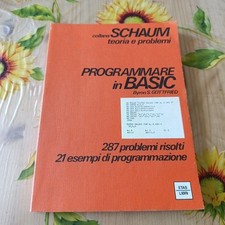 collana SCHAUM
teoria e problemi
PROGRAMMARE
in BASIC
Byron S. GOTTFRIED
287 problemi risolti
21 esempi di programmazione
ETAS
LIBRI